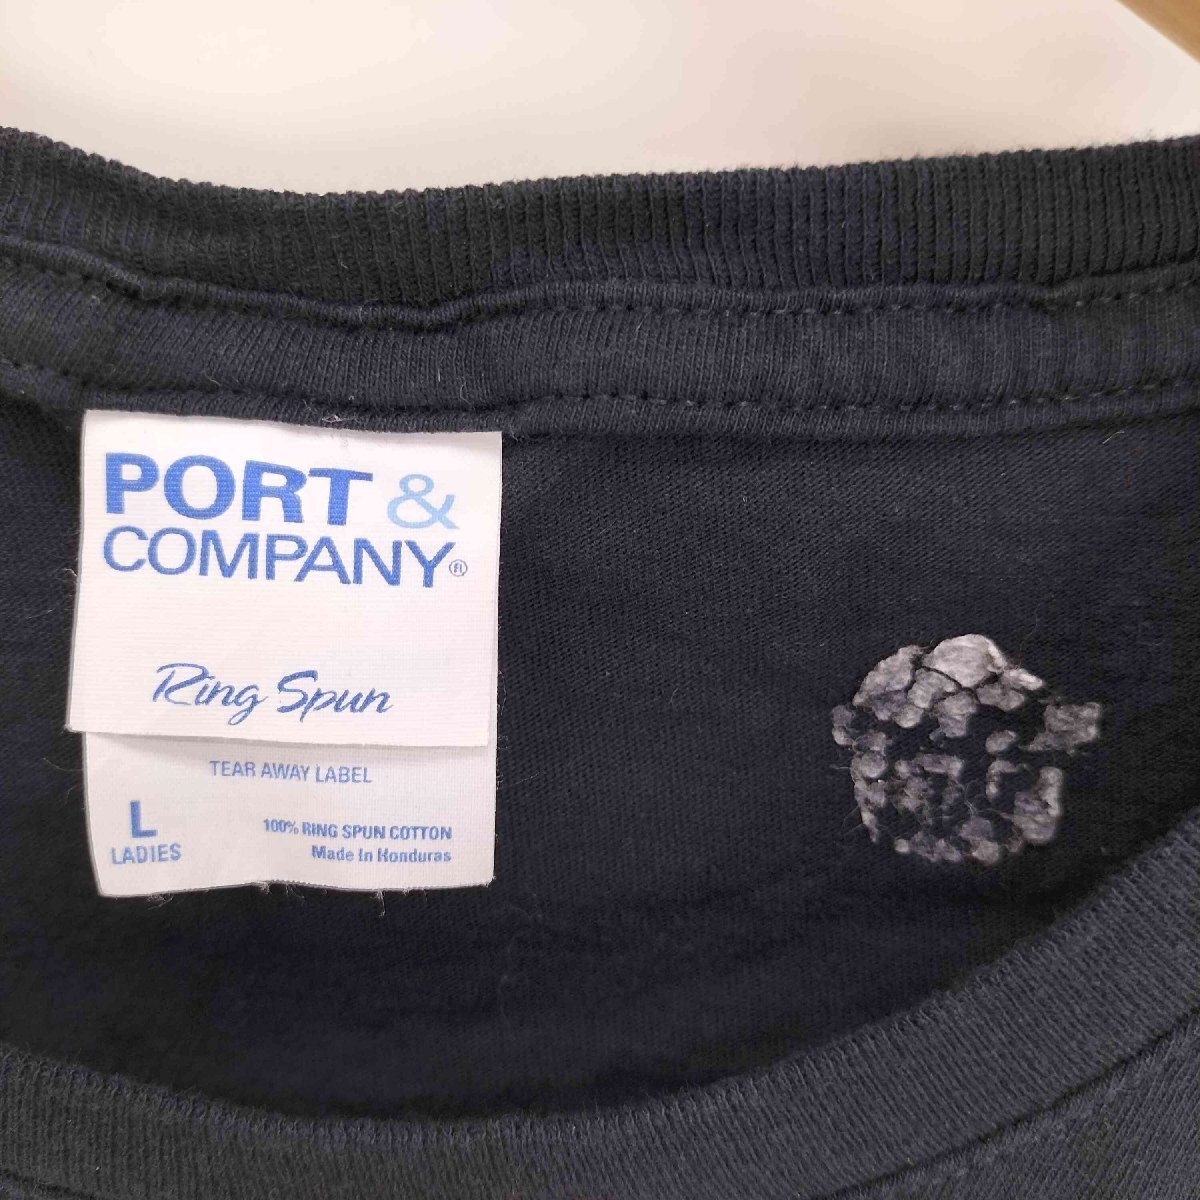 PORT &
COMPANY®
Ring Spun
TEAR AWAY LABEL
L
LADIES
100% RING SPUN COTTON
Made In Honduras